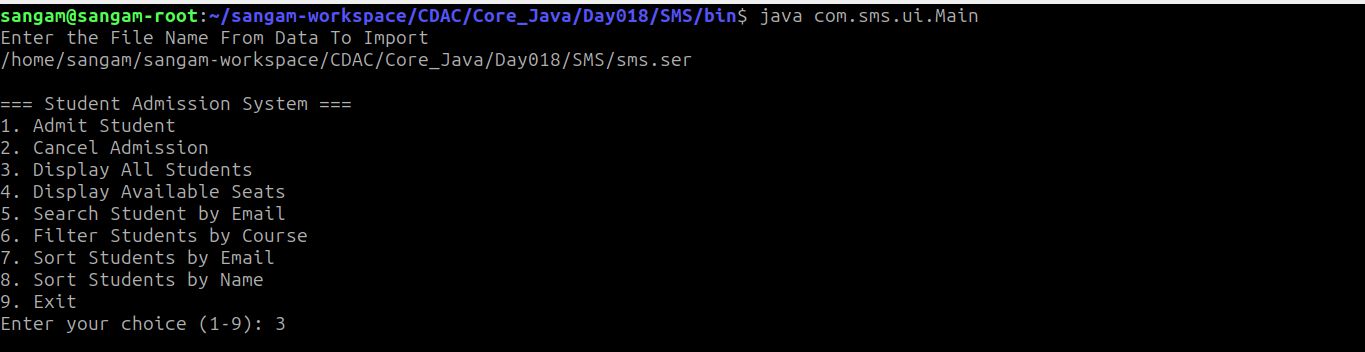 sangam@sangam-root:~/sangam-workspace/CDAC/Core_Java/Day018/SMS/bin$ java com.sms.ui.Main
Enter the File Name From Data To Import
/home/sangam/sangam-workspace/CDAC/Core_Java/Day018/SMS/sms.ser
=== Student Admission System ===
1. Admit Student
2. Cancel Admission
3. Display All Students
4. Display Available Seats
5. Search Student by Email
6. Filter Students by Course
7. Sort Students by Email
8. Sort Students by Name
9. Exit
Enter your choice (1-9): 3